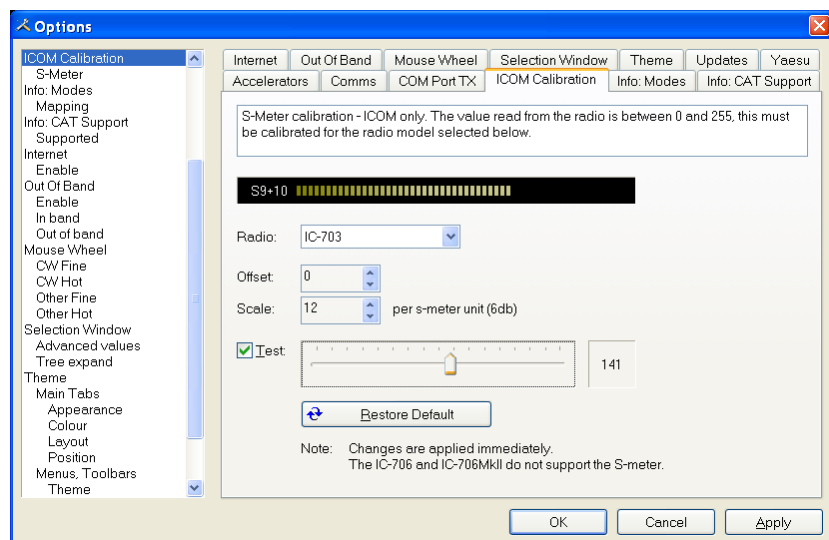 Options
ICOM Calibration
S-Meter
Info: Modes
Mapping
Info: CAT Support
Supported
Internet
Enable
Out Of Band
Enable
In band
Out of band
Mouse Wheel
CW Fine
CW Hot
Other Fine
Other Hot
Selection Window
Advanced values
Tree expand
Theme
Main Tabs
Appearance
Colour
Layout
Position
Menus, Toolbars
Theme
Internet Out Of Band Mouse Wheel Selection Window Theme Updates Yaesu
Accelerators Comms COM Port TX ICOM Calibration Info: Modes Info: CAT Support
S-Meter calibration - ICOM only. The value read from the radio is between 0 and 255, this must
be calibrated for the radio model selected below.
S9+10
Radio: IC-703
Offset: 0
Scale: 12 per s-meter unit (6db)
Test: 141
Restore Default
Note: Changes are applied immediately.
The IC-706 and IC-706MkII do not support the S-meter.
OK Cancel Apply